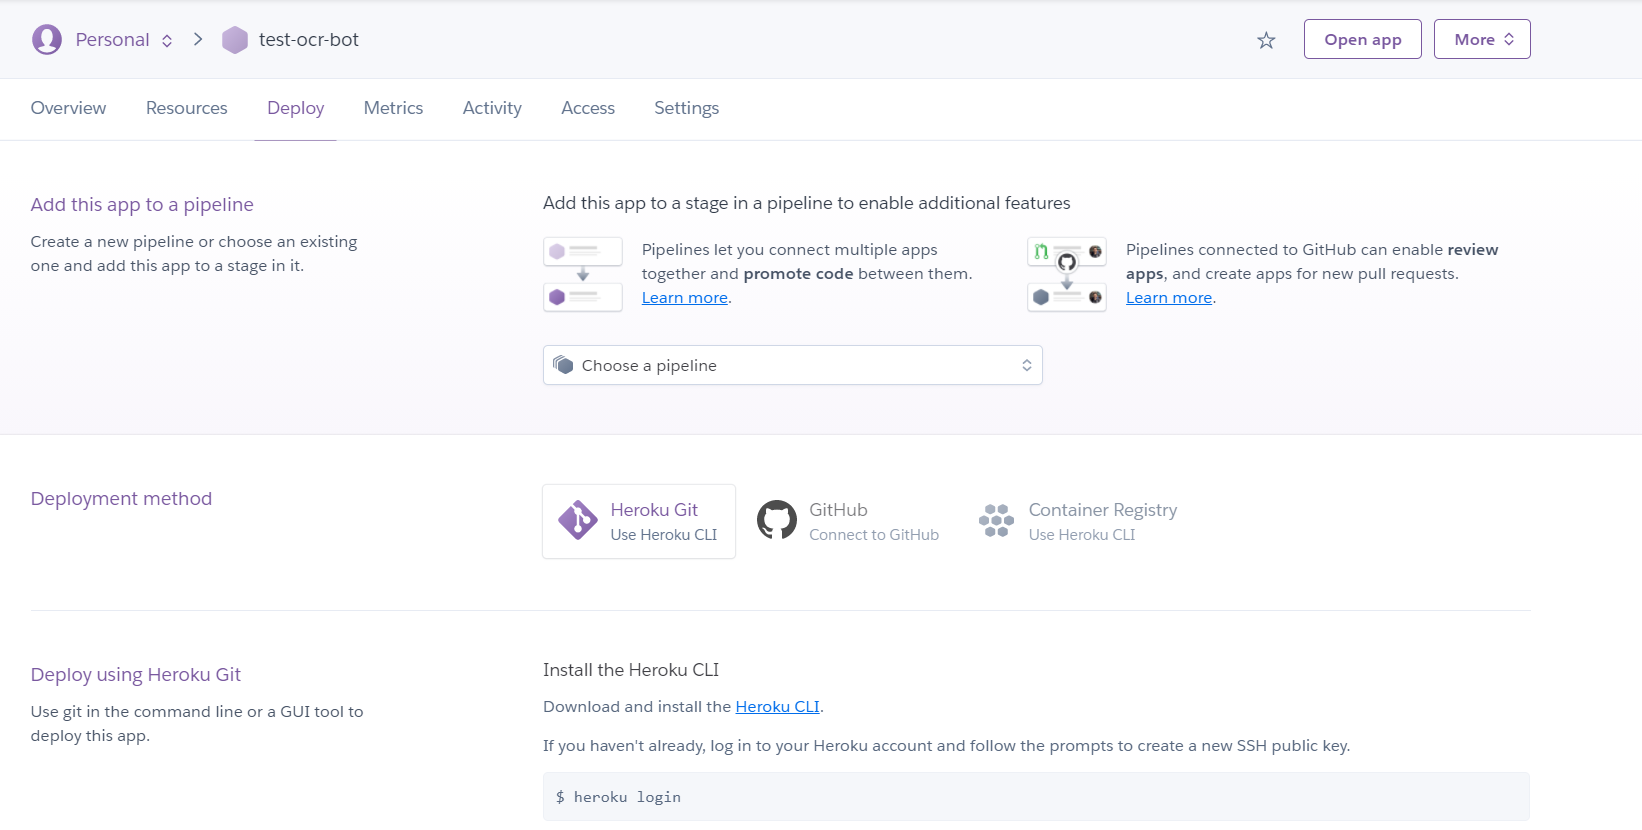 Personal
test-ocr-bot
Open app
More
Overview
Resources
Deploy
Metrics
Activity
Access
Settings
Add this app to a pipeline
Create a new pipeline or choose an existing
one and add this app to a stage in it.
Add this app to a stage in a pipeline to enable additional features
Pipelines let you connect multiple apps
together and promote code between them.
Learn more.
Pipelines connected to GitHub can enable review
apps, and create apps for new pull requests.
Learn more.
Choose a pipeline
Deployment method
Heroku Git
Use Heroku CLI
GitHub
Connect to GitHub
Container Registry
Use Heroku CLI
Deploy using Heroku Git
Use git in the command line or a GUI tool to
deploy this app.
Install the Heroku CLI
Download and install the Heroku CLI.
If you haven't already, log in to your Heroku account and follow the prompts to create a new SSH public key.
$ heroku login